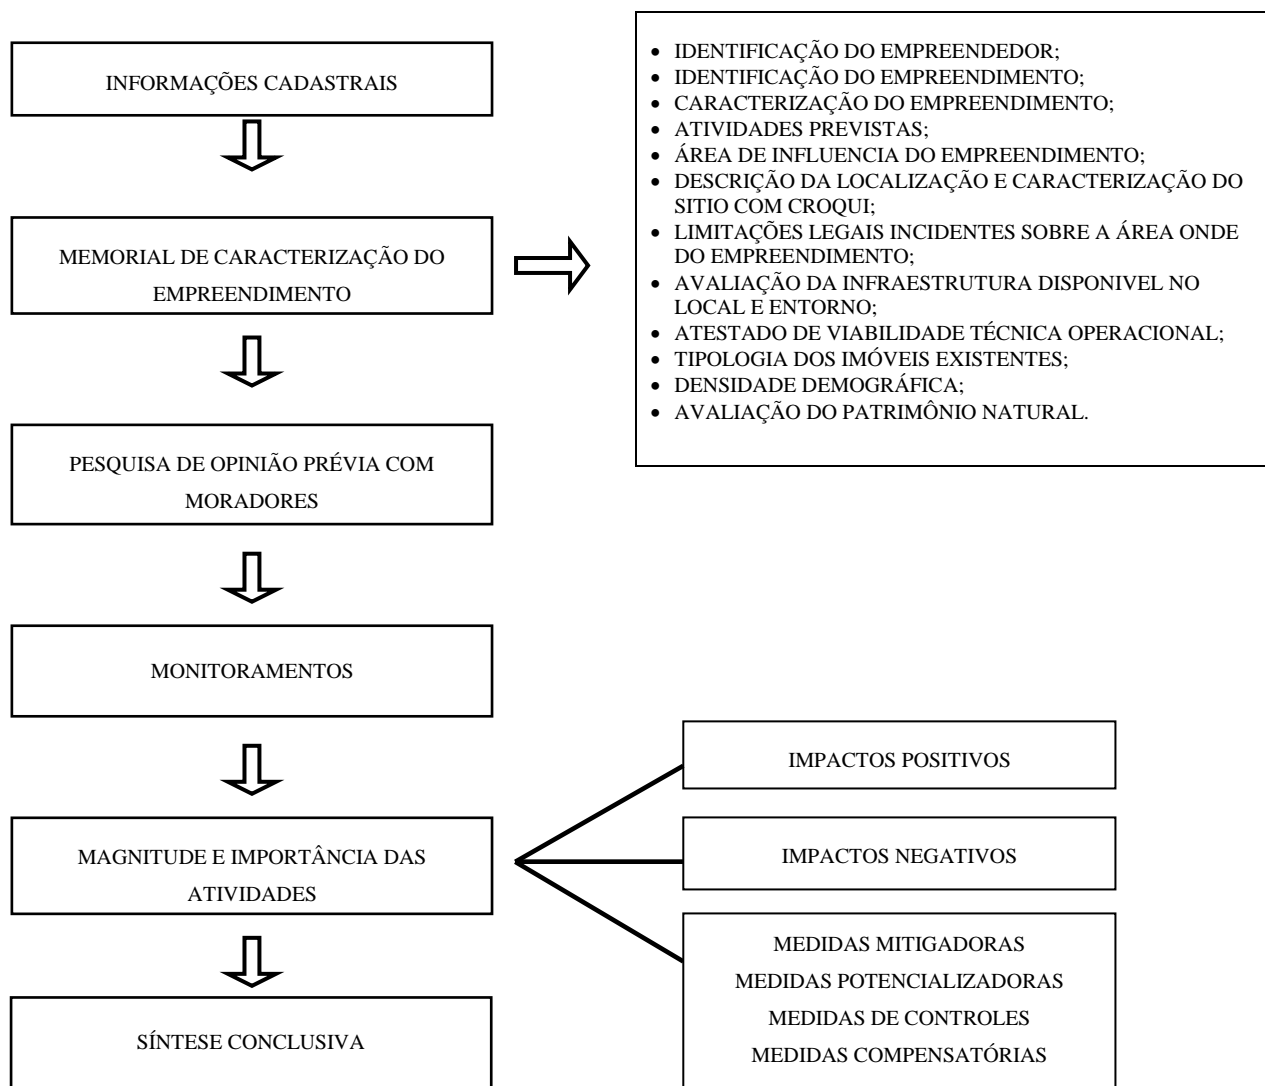 INFORMAÇÕES CADASTRAIS
MEMORIAL DE CARACTERIZAÇÃO DO
EMPREENDIMENTO
• IDENTIFICAÇÃO DO EMPREENDEDOR;
• IDENTIFICAÇÃO DO EMPREENDIMENTO;
• CARACTERIZAÇÃO DO EMPREENDIMENTO;
• ATIVIDADES PREVISTAS;
• ÁREA DE INFLUENCIA DO EMPREENDIMENTO;
• DESCRIÇÃO DA LOCALIZAÇÃO E CARACTERIZAÇÃO DO
SITIO COM CROQUI;
• LIMITAÇÕES LEGAIS INCIDENTES SOBRE A ÁREA ONDE
DO EMPREENDIMENTO;
• AVALIAÇÃO DA INFRAESTRUTURA DISPONIVEL NO
LOCAL E ENTORNO;
• ATESTADO DE VIABILIDADE TÉCNICA OPERACIONAL;
• TIPOLOGIA DOS IMÓVEIS EXISTENTES;
• DENSIDADE DEMOGRÁFICA;
• AVALIAÇÃO DO PATRIMÔNIO NATURAL.
PESQUISA DE OPINIÃO PRÉVIA COM
MORADORES
MONITORAMENTOS
MAGNITUDE E IMPORTÂNCIA DAS
ATIVIDADES
IMPACTOS POSITIVOS
IMPACTOS NEGATIVOS
MEDIDAS MITIGADORAS
MEDIDAS POTENCIALIZADORAS
MEDIDAS DE CONTROLES
MEDIDAS COMPENSATÓRIAS
SÍNTESE CONCLUSIVA